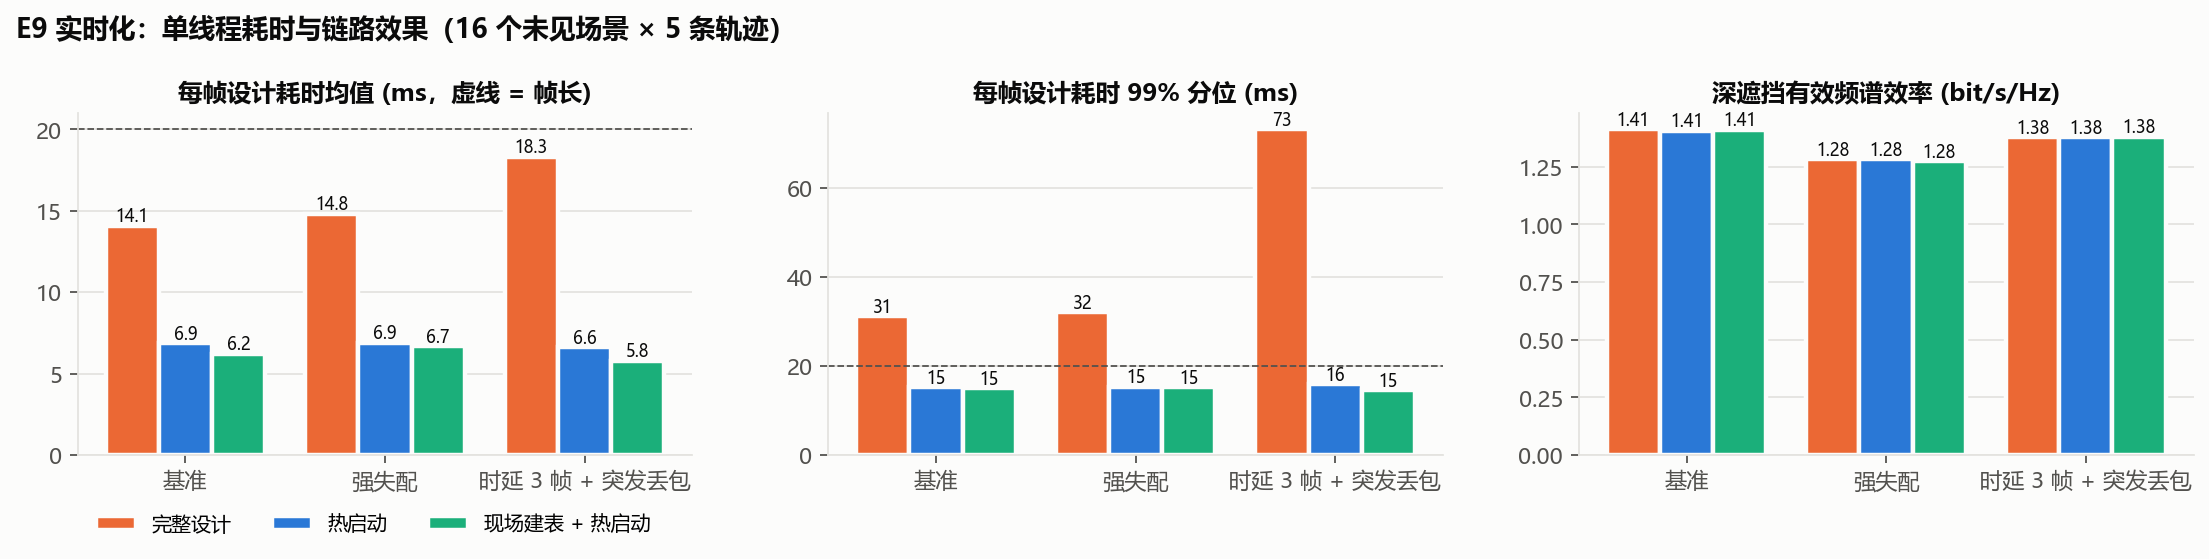 E9 实时化：单线程耗时与链路效果（16 个未见场景 × 5 条轨迹）
每帧设计耗时均值 (ms，虚线 = 帧长)
20
15
10
5
0
14.1
6.9
6.2
14.8
6.9
6.7
18.3
6.6
5.8
基准
强失配
时延 3 帧 + 突发丢包
每帧设计耗时 99% 分位 (ms)
60
40
20
0
31
15
15
32
15
15
73
16
15
基准
强失配
时延 3 帧 + 突发丢包
深遮挡有效频谱效率 (bit/s/Hz)
1.25
1.00
0.75
0.50
0.25
0.00
1.41
1.41
1.41
1.28
1.28
1.28
1.38
1.38
1.38
基准
强失配
时延 3 帧 + 突发丢包
完整设计
热启动
现场建表 + 热启动